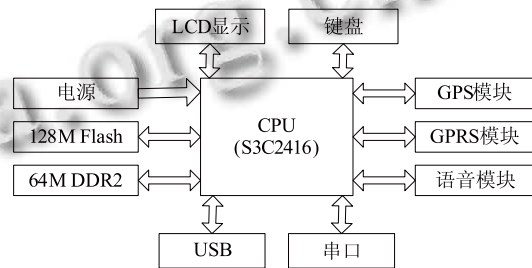 LCD显示
键盘
电源
GPS模块
128M Flash
CPU
(S3C2416)
GPRS模块
64M DDR2
语音模块
USB
串口